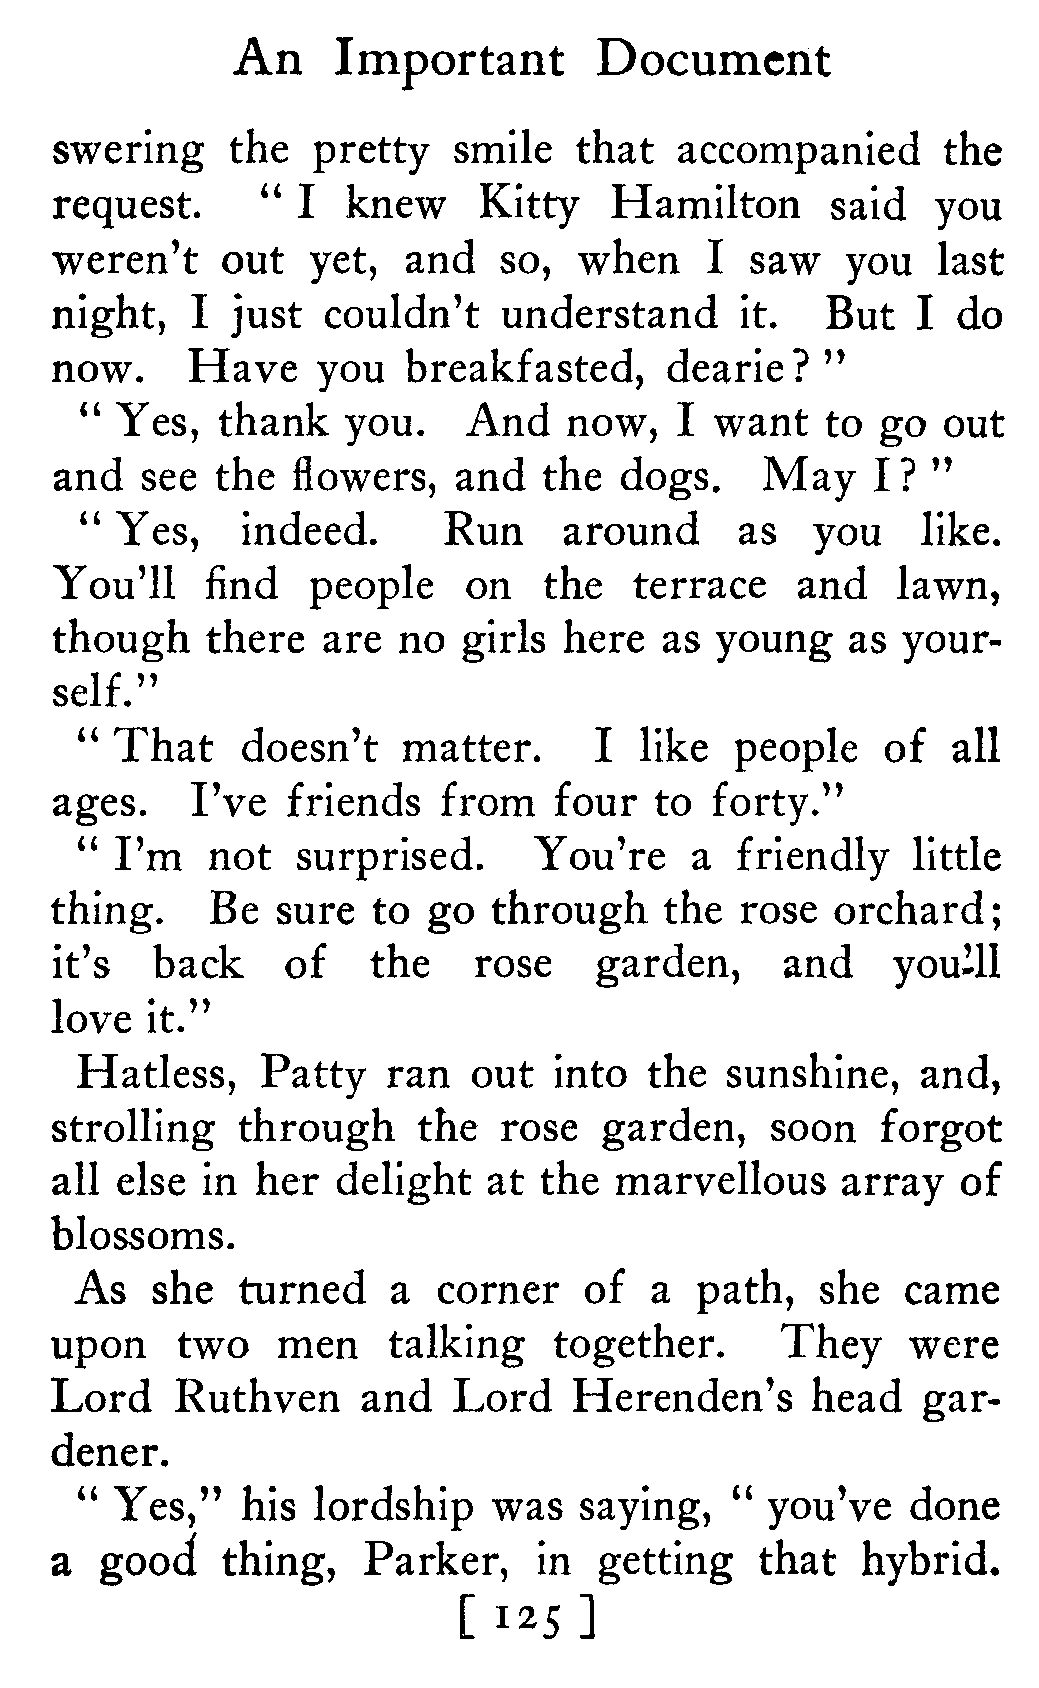 An Important Document
swering the pretty smile that accompanied the
request. " I knew Kitty Hamilton said you
weren't out yet, and so, when I saw you last
night, I just couldn't understand it. But I do
now. Have you breakfasted, dearie? "
" Yes, thank you. And now, I want to go out
and see the flowers, and the dogs. May I? "
" Yes, indeed. Run around as you like.
You'll find people on the terrace and lawn,
though there are no girls here as young as your-
self."
" That doesn't matter. I like people of all
ages. I've friends from four to forty."
" I'm not surprised. You're a friendly little
thing. Be sure to go through the rose orchard;
it's back of the rose garden, and you'll
love it."
Hatless, Patty ran out into the sunshine, and,
strolling through the rose garden, soon forgot
all else in her delight at the marvellous array of
blossoms.
As she turned a corner of a path, she came
upon two men talking together. They were
Lord Ruthven and Lord Herenden's head gar-
dener.
" Yes," his lordship was saying, " you've done
a good thing, Parker, in getting that hybrid.
[ 125 ]